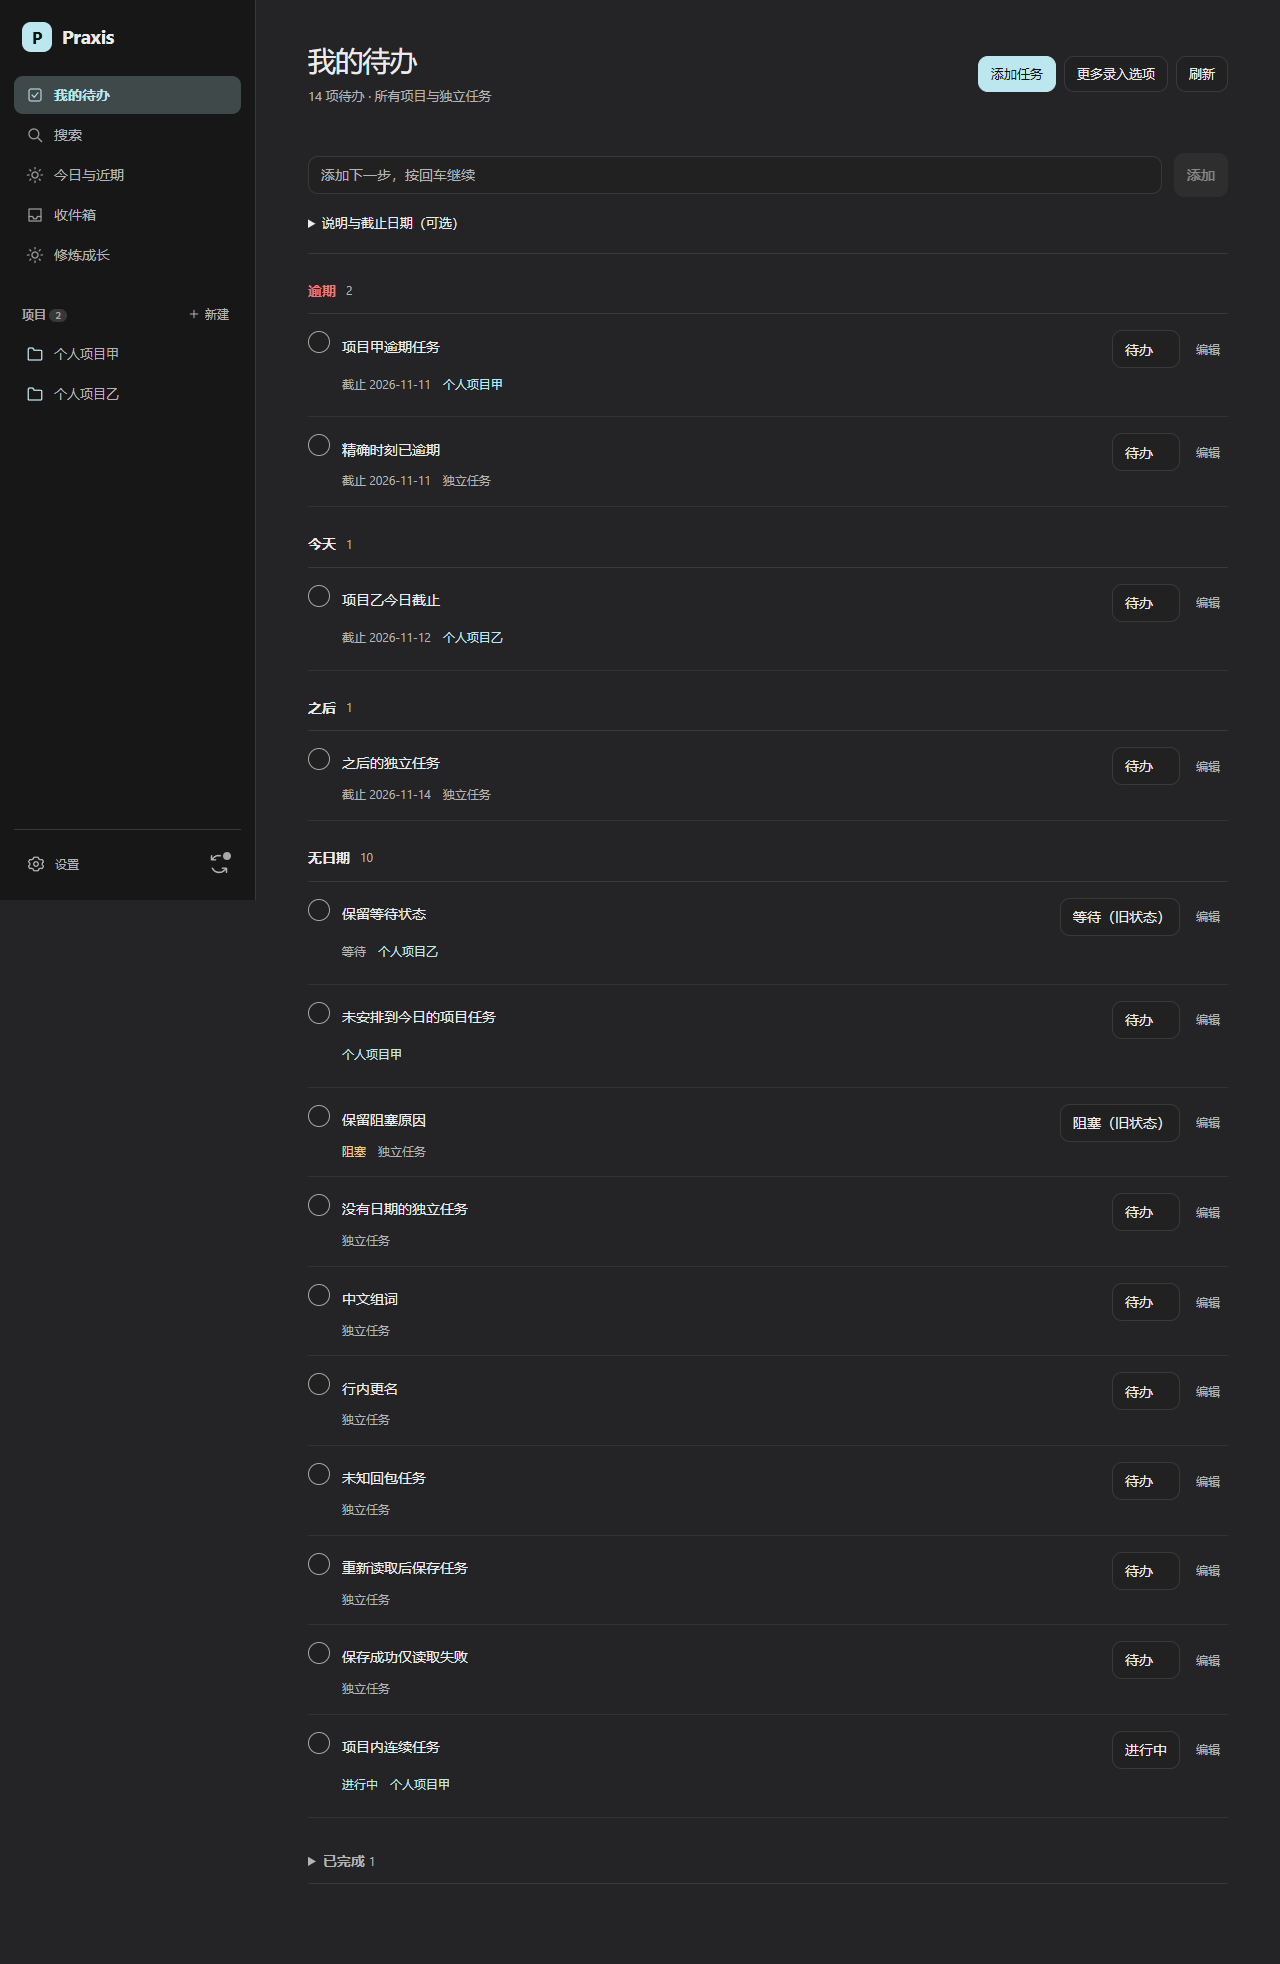 P Praxis
我的待办
搜索
今日与近期
收件箱
修炼成长
项目 2 + 新建
个人项目甲
个人项目乙
设置
我的待办
14 项待办 · 所有项目与独立任务
添加任务 更多录入选项 刷新
添加下一步，按回车继续 添加
说明与截止日期（可选）
逾期 2
项目甲逾期任务 待办 编辑
截止 2026-11-11 个人项目甲
精确时刻已逾期 待办 编辑
截止 2026-11-11 独立任务
今天 1
项目乙今日截止 待办 编辑
截止 2026-11-12 个人项目乙
之后 1
之后的独立任务 待办 编辑
截止 2026-11-14 独立任务
无日期 10
保留等待状态 等待（旧状态） 编辑
等待 个人项目乙
未安排到今日的项目任务 待办 编辑
个人项目甲
保留阻塞原因 阻塞（旧状态） 编辑
阻塞 独立任务
没有日期的独立任务 待办 编辑
独立任务
中文组词 待办 编辑
独立任务
行内更名 待办 编辑
独立任务
未知回包任务 待办 编辑
独立任务
重新读取后保存任务 待办 编辑
独立任务
保存成功仅读取失败 待办 编辑
独立任务
项目内连续任务 进行中 编辑
进行中 个人项目甲
已完成 1